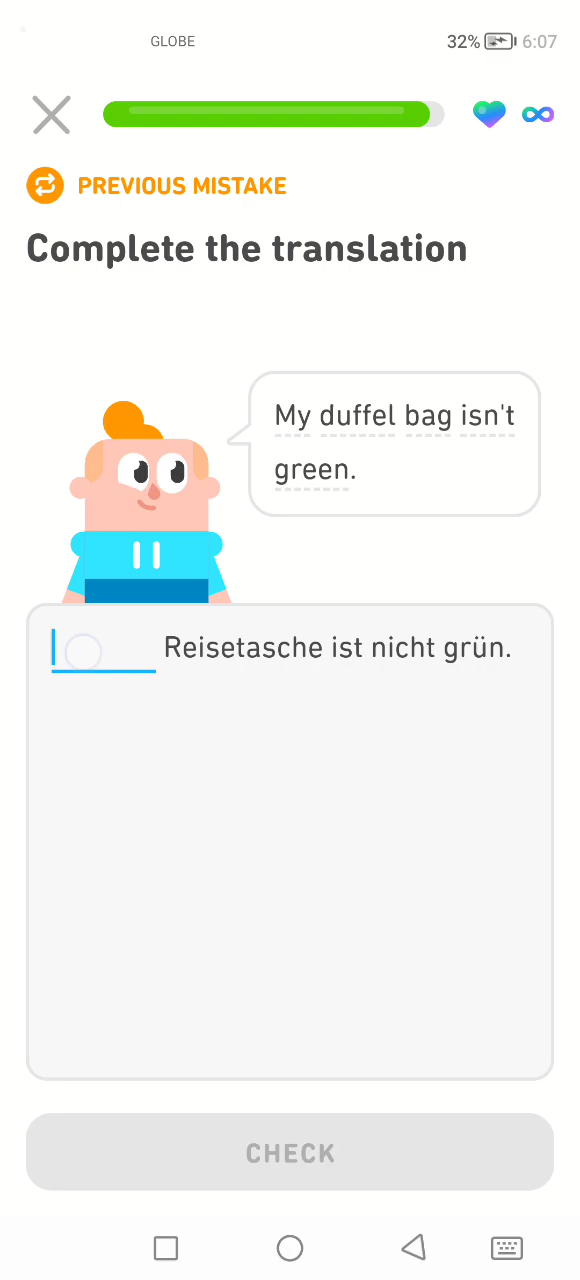 GLOBE 32% 6:07
PREVIOUS MISTAKE
Complete the translation
My duffel bag isn't
green.
Reisetasche ist nicht grün.
CHECK